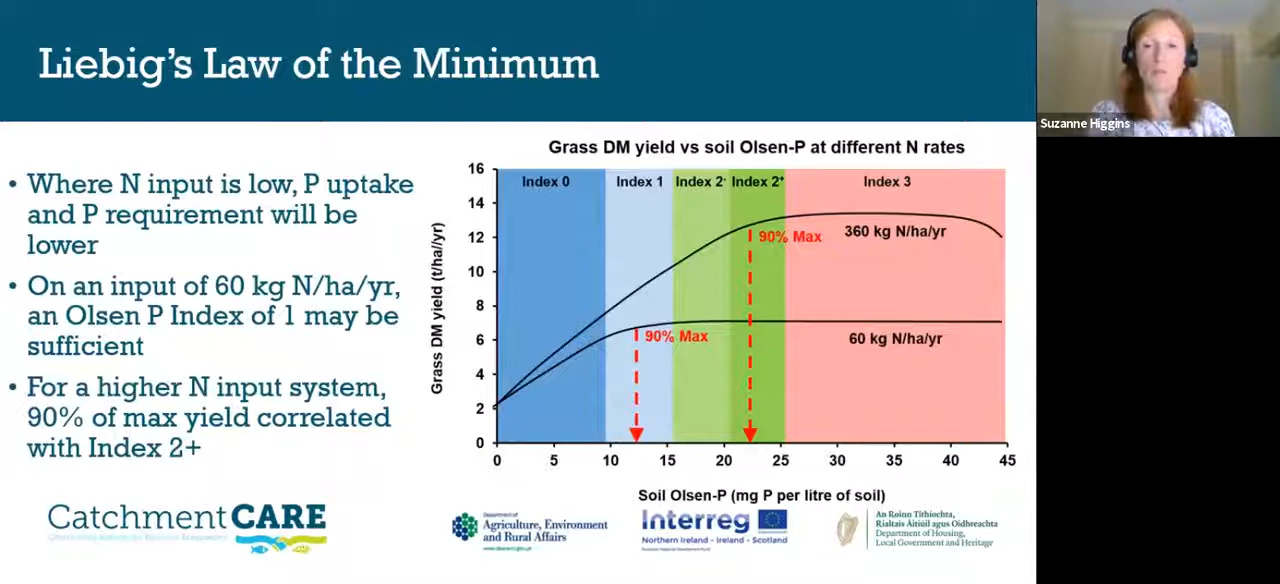 Liebig's Law of the Minimum
Suzanne Higgins
• Where N input is low, P uptake
and P requirement will be
lower
• On an input of 60 kg N/ha/yr,
an Olsen P Index of 1 may be
sufficient
• For a higher N input system,
90% of max yield correlated
with Index 2+
Grass DM yield vs soil Olsen-P at different N rates
Grass DM yield (t/ha//yr)
16
14
12
10
8
6
4
2
0
Index 0 Index 1 Index 2- Index 2+ Index 3
90% Max
360 kg N/ha/yr
90% Max
60 kg N/ha/yr
0 5 10 15 20 25 30 35 40 45
Soil Olsen-P (mg P per litre of soil)
CatchmentCARE
Department of
Agriculture, Environment
and Rural Affairs
Interreg
Northern Ireland - Ireland - Scotland
European Regional Development Fund
An Roinn Tithíochta,
Rialtais Áitiúil agus Oidhreachta
Department of Housing,
Local Government and Heritage